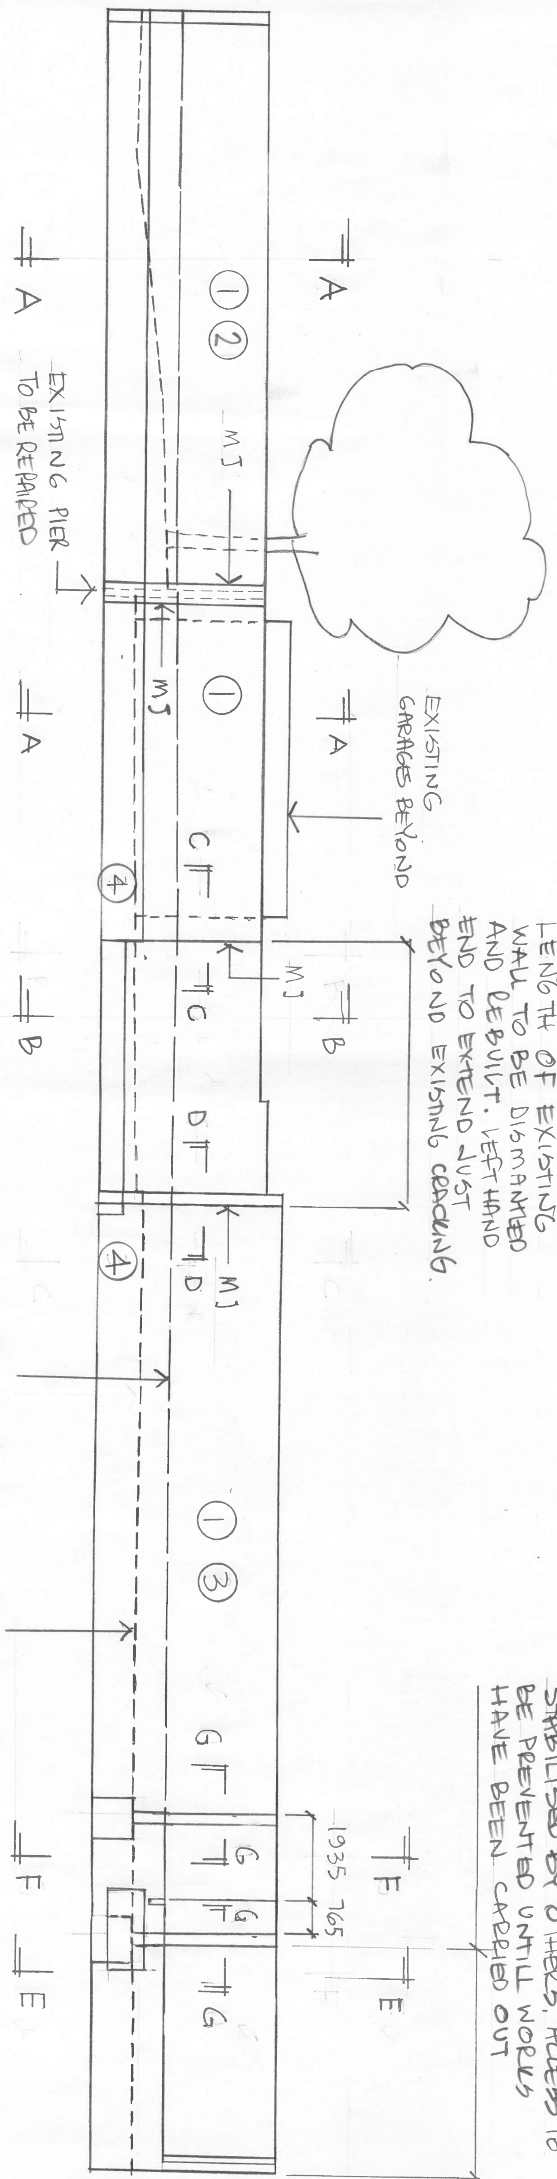 LENGTH OF EXISTING
WALL TO BE DISMANTLED
AND REBUILT. LEFT HAND
END TO EXTEND JUST
BEYOND EXISTING CRACKING.
STABILISED BY OTHERS, ACCESS TO
BE PREVENTED UNTILL WORKS
HAVE BEEN CARRIED OUT
EXISTING
GARAGES BEYOND
A
A
B
F
E
1935
765
1
2
MJ
1
MJ
C
C
MJ
D
D
MJ
1
3
G
G
G
G
4
4
EXISTING PIER
TO BE REPAIRED
A
A
B
F
E